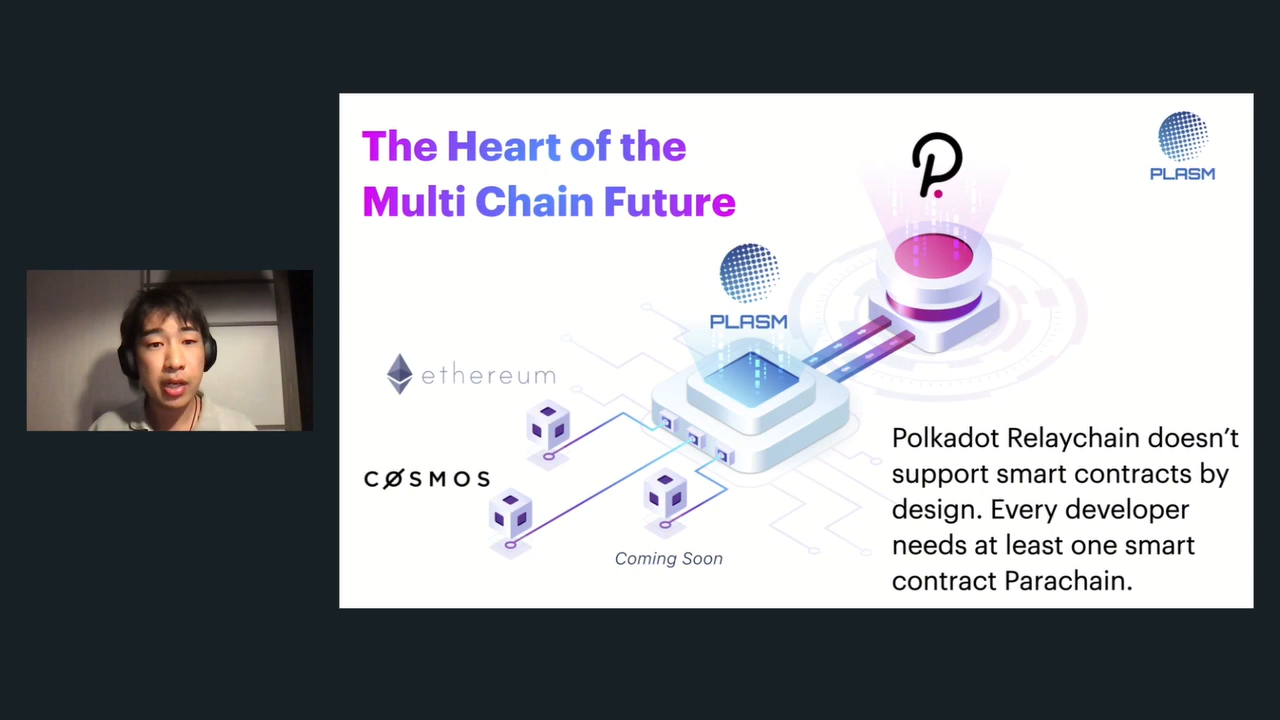 The Heart of the
Multi Chain Future
PLASM
PLASM
ethereum
COSMOS
Coming Soon
Polkadot Relaychain doesn't
support smart contracts by
design. Every developer
needs at least one smart
contract Parachain.